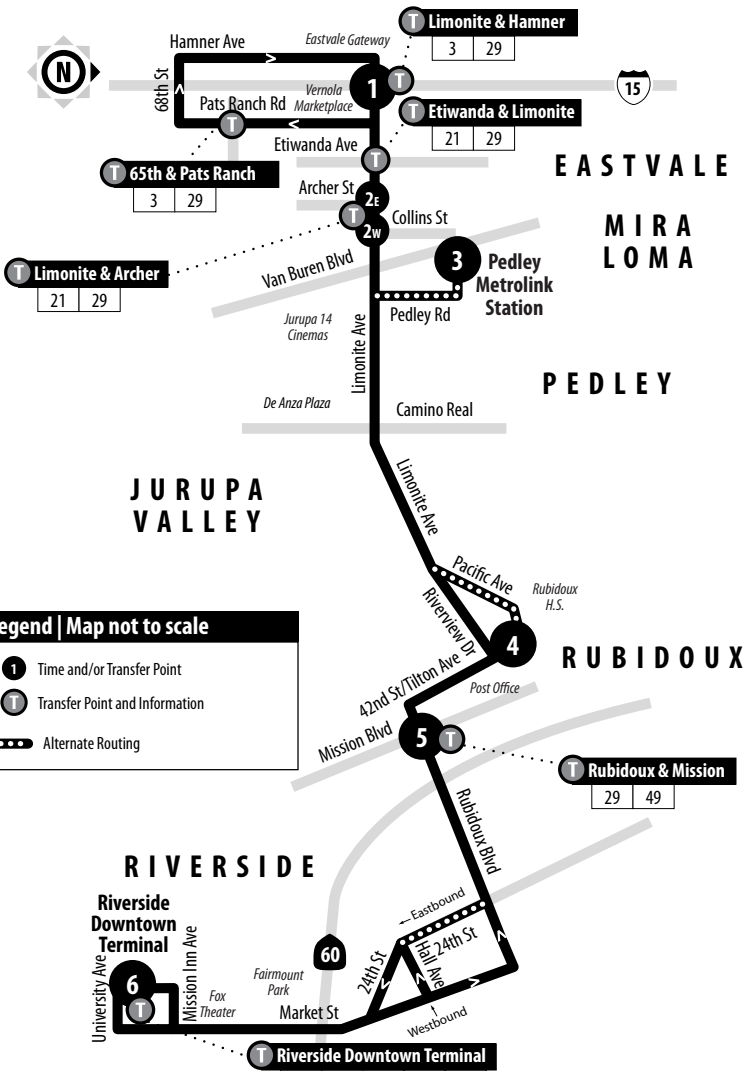 T Limonite & Hamner
3 29
Hamner Ave
Eastvale Gateway
N
68th St
Vernola
Marketplace
1 T
15
Pats Ranch Rd
T
T Etiwanda & Limonite
21 29
Etiwanda Ave
T
EASTVALE
T 65th & Pats Ranch
3 29
Archer St
2E
T
2W
Collins St
MIRA
LOMA
T Limonite & Archer
21 29
Van Buren Blvd
3
Pedley
Metrolink
Station
Pedley Rd
Jurupa 14
Cinemas
Limonite Ave
PEDLEY
De Anza Plaza
Camino Real
JURUPA
VALLEY
Limonite Ave
Pacific Ave
Rubidoux
H.S.
Riverview Dr
4
RUBIDOUX
egend | Map not to scale
1 Time and/or Transfer Point
T Transfer Point and Information
Alternate Routing
42nd St/Tilton Ave
Post Office
Mission Blvd
5 T
T Rubidoux & Mission
29 49
Rubidoux Blvd
RIVERSIDE
Riverside
Downtown
Terminal
Eastbound
24th St
24th St
Hall Ave
60
University Ave
6
T
Mission Inn Ave
Fox
Theater
Fairmount
Park
Market St
Westbound
T Riverside Downtown Terminal